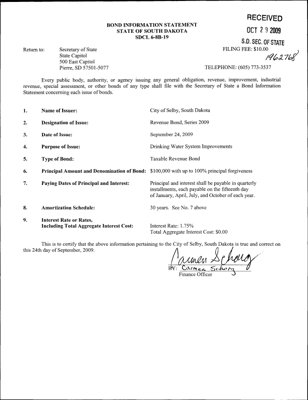 RECEIVED
OCT 29 2009
S.D. SEC. OF STATE
1962768
BOND INFORMATION STATEMENT
STATE OF SOUTH DAKOTA
SDCL 6-8B-19
Return to: Secretary of State FILING FEE: $10.00
State Capitol
500 East Capitol
Pierre, SD 57501-5077 TELEPHONE: (605) 773-3537
Every public body, authority, or agency issuing any general obligation, revenue, improvement, industrial
revenue, special assessment, or other bonds of any type shall file with the Secretary of State a Bond Information
Statement concerning each issue of bonds.
1. Name of Issuer: City of Selby, South Dakota
2. Designation of Issue: Revenue Bond, Series 2009
3. Date of Issue: September 24, 2009
4. Purpose of Issue: Drinking Water System Improvements
5. Type of Bond: Taxable Revenue Bond
6. Principal Amount and Denomination of Bond: $100,000 with up to 100% principal forgiveness
7. Paying Dates of Principal and Interest: Principal and interest shall be payable in quarterly
installments, each payable on the fifteenth day
of January, April, July, and October of each year.
8. Amortization Schedule: 30 years. See No. 7 above
9. Interest Rate or Rates,
Including Total Aggregate Interest Cost: Interest Rate: 1.75%
Total Aggregate Interest Cost: $0.00
This is to certify that the above information pertaining to the City of Selby, South Dakota is true and correct on
this 24th day of September, 2009.
Carmen Schorg
BY: Carmen Schorg
Finance Officer